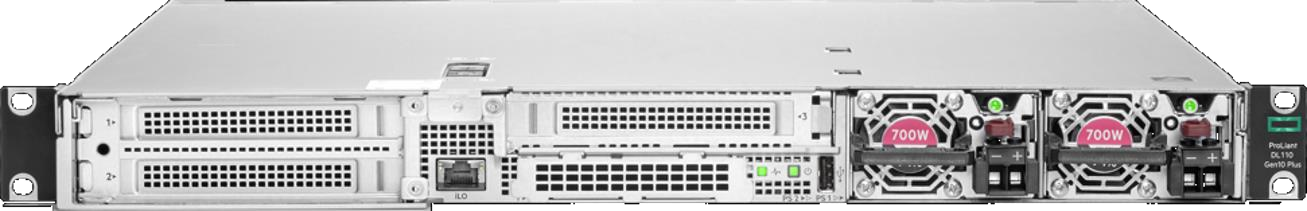 1
2
iLO
3
PS 2
PS 1
700W
- +
700W
- +
ProLiant
DL110
Gen10 Plus